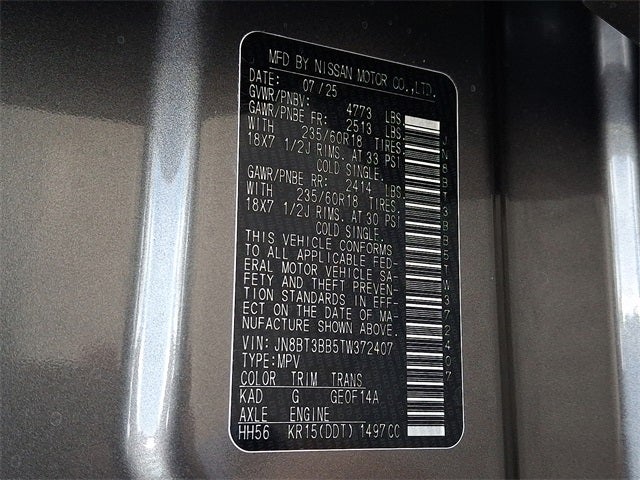 MFD BY NISSAN MOTOR CO.,LTD.
DATE: 07/25
GVWR/PNBV: 4773 LBS
GAWR/PNBE FR: 2513 LBS
WITH 235/60R18 TIRES,
18X7 1/2J RIMS. AT 33 PSI
COLD SINGLE.
GAWR/PNBE RR: 2414 LBS
WITH 235/60R18 TIRES,
18X7 1/2J RIMS. AT 30 PSI
COLD SINGLE.
THIS VEHICLE CONFORMS
TO ALL APPLICABLE FED-
ERAL MOTOR VEHICLE SA-
FETY AND THEFT PREVEN-
TION STANDARDS IN EFF-
ECT ON THE DATE OF MA-
NUFACTURE SHOWN ABOVE.
VIN: JN8BT3BB5TW372407
TYPE:MPV
COLOR TRIM TRANS
KAD G GE0F14A
AXLE ENGINE
HH56 KR15(DDT) 1497CC
JN8BT3BB5TW372407